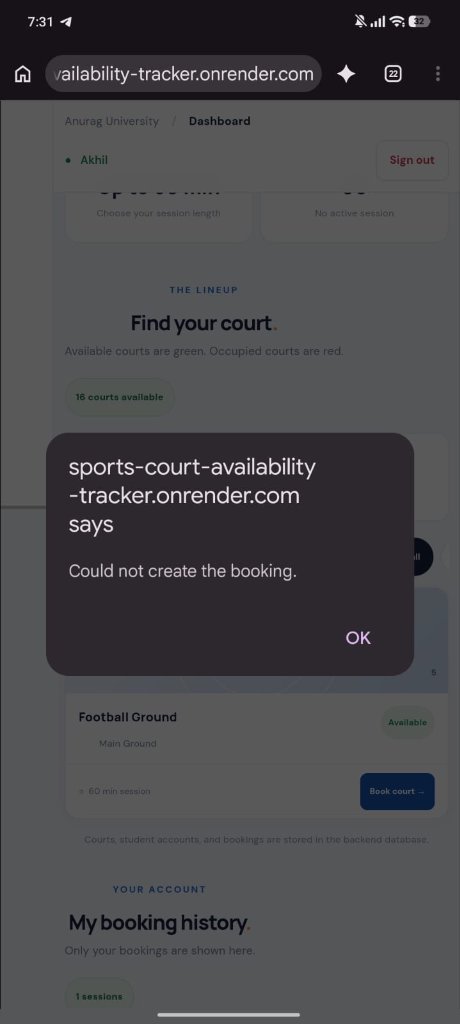 7:31
32
vailability-tracker.onrender.com
22
Anurag University / Dashboard
Akhil
Sign out
Choose your session length
No active session
THE LINEUP
Find your court.
Available courts are green. Occupied courts are red.
16 courts available
sports-court-availability
-tracker.onrender.com
says
Could not create the booking.
OK
Football Ground
Available
Main Ground
60 min session
Book court →
Courts, student accounts, and bookings are stored in the backend database.
YOUR ACCOUNT
My booking history.
Only your bookings are shown here.
1 sessions